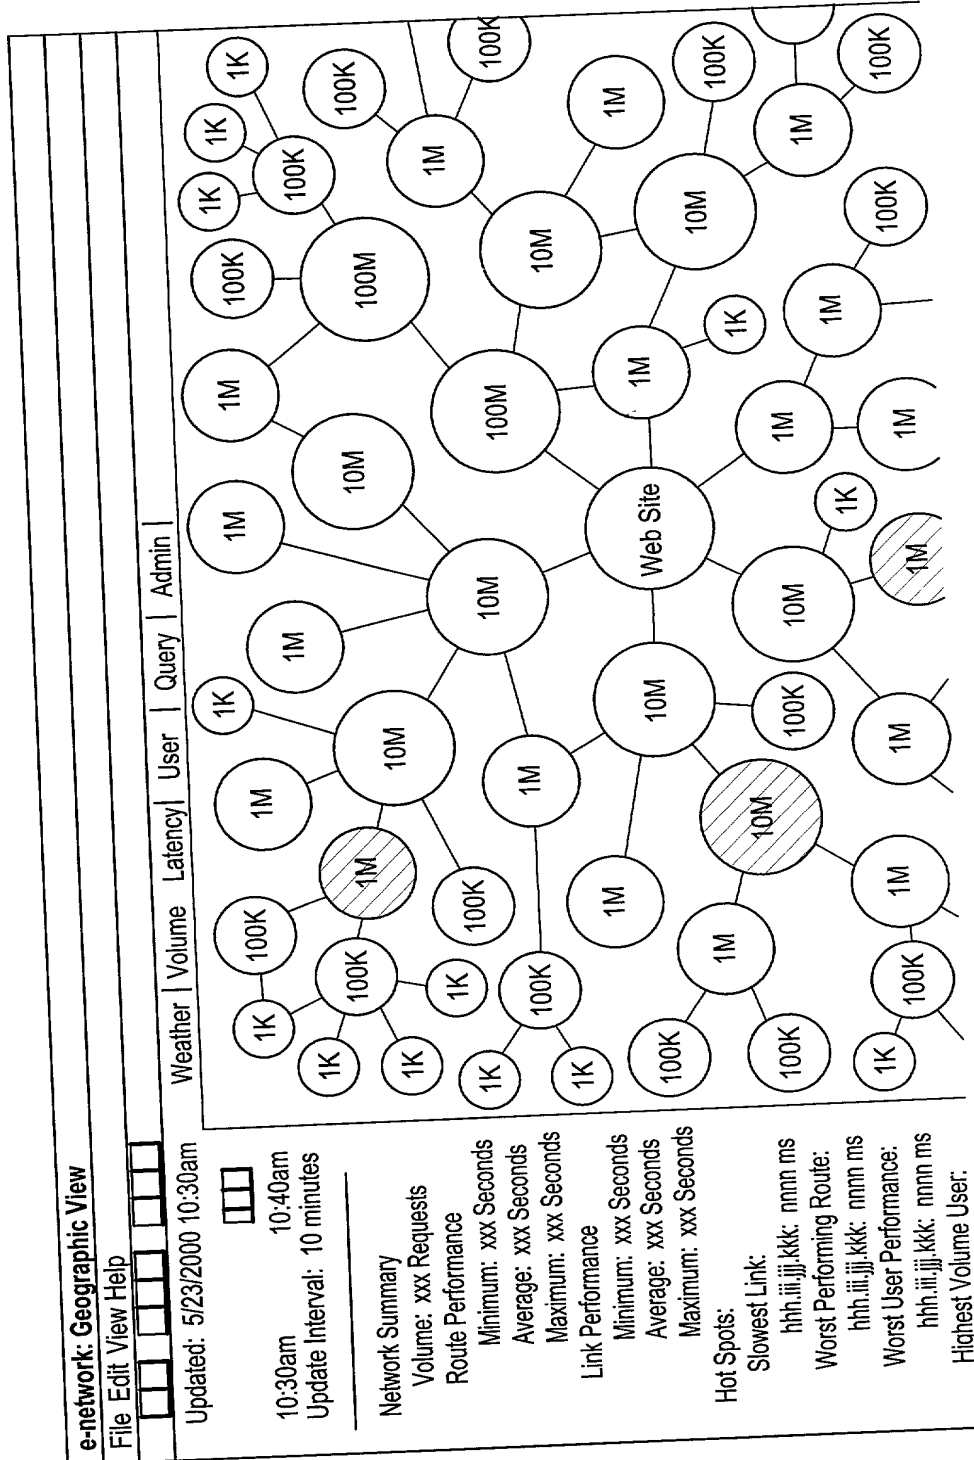 e-network: Geographic View
File Edit View Help
Weather | Volume Latency| User | Query | Admin |
Updated: 5/23/2000 10:30am
10:30am 10:40am
Update Interval: 10 minutes
Network Summary
Volume: xxx Requests
Route Performance
Minimum: xxx Seconds
Average: xxx Seconds
Maximum: xxx Seconds
Link Performance
Minimum: xxx Seconds
Average: xxx Seconds
Maximum: xxx Seconds
Hot Spots:
Slowest Link:
hhh.iii.jjj.kkk: nnnn ms
Worst Performing Route:
hhh.iii.jjj.kkk: nnnn ms
Worst User Performance:
hhh.iii.jjj.kkk: nnnn ms
Highest Volume User:
1K
1K
1K
1M
100K
1M
1K
100K
1M
1K
1M
100K
1K
100K
10M
100K
1M
100M
10M
1K
1M
1K
100K
10M
1K
100M
100K
1M
100K
10M
1K
1M
1M
1M
Web Site
10M
100K
10M
100K
1M
1K
10M
1M
100K
100K
10M
1M
1M
1K
1K
100K
100K
1M
1M
1M
100K
1M